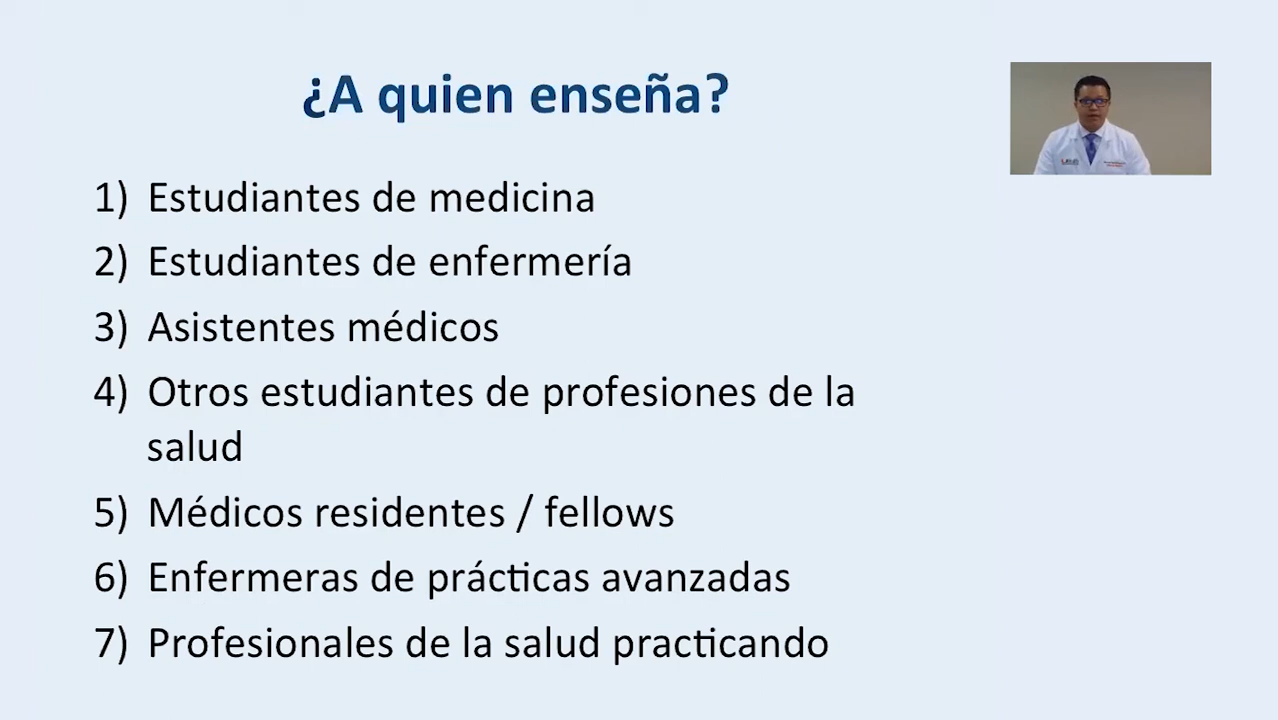 ¿A quien enseña?
1) Estudiantes de medicina
2) Estudiantes de enfermería
3) Asistentes médicos
4) Otros estudiantes de profesiones de la
salud
5) Médicos residentes / fellows
6) Enfermeras de prácticas avanzadas
7) Profesionales de la salud practicando